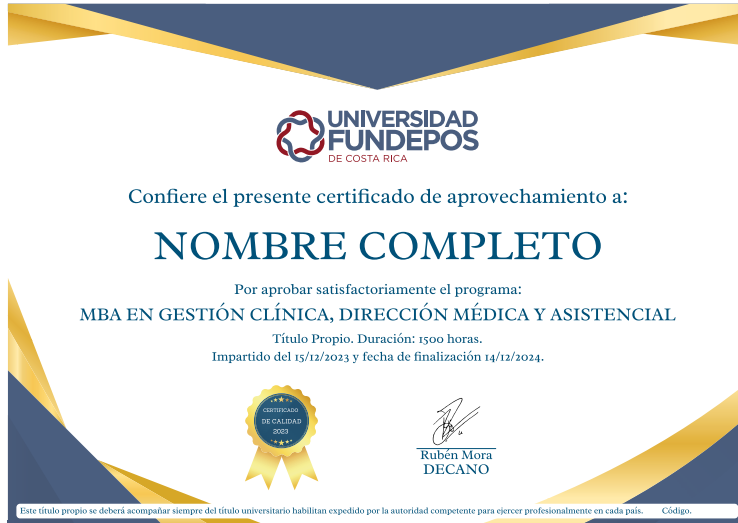 UNIVERSIDAD
FUNDEPOS
DE COSTA RICA
Confiere el presente certificado de aprovechamiento a:
NOMBRE COMPLETO
Por aprobar satisfactoriamente el programa:
MBA EN GESTIÓN CLÍNICA, DIRECCIÓN MÉDICA Y ASISTENCIAL
Título Propio. Duración: 1500 horas.
Impartido del 15/12/2023 y fecha de finalización 14/12/2024.
CERTIFICADO
DE CALIDAD
2023
Rubén Mora
DECANO
Este título propio se deberá acompañar siempre del título universitario habilitan expedido por la autoridad competente para ejercer profesionalmente en cada país. Código.